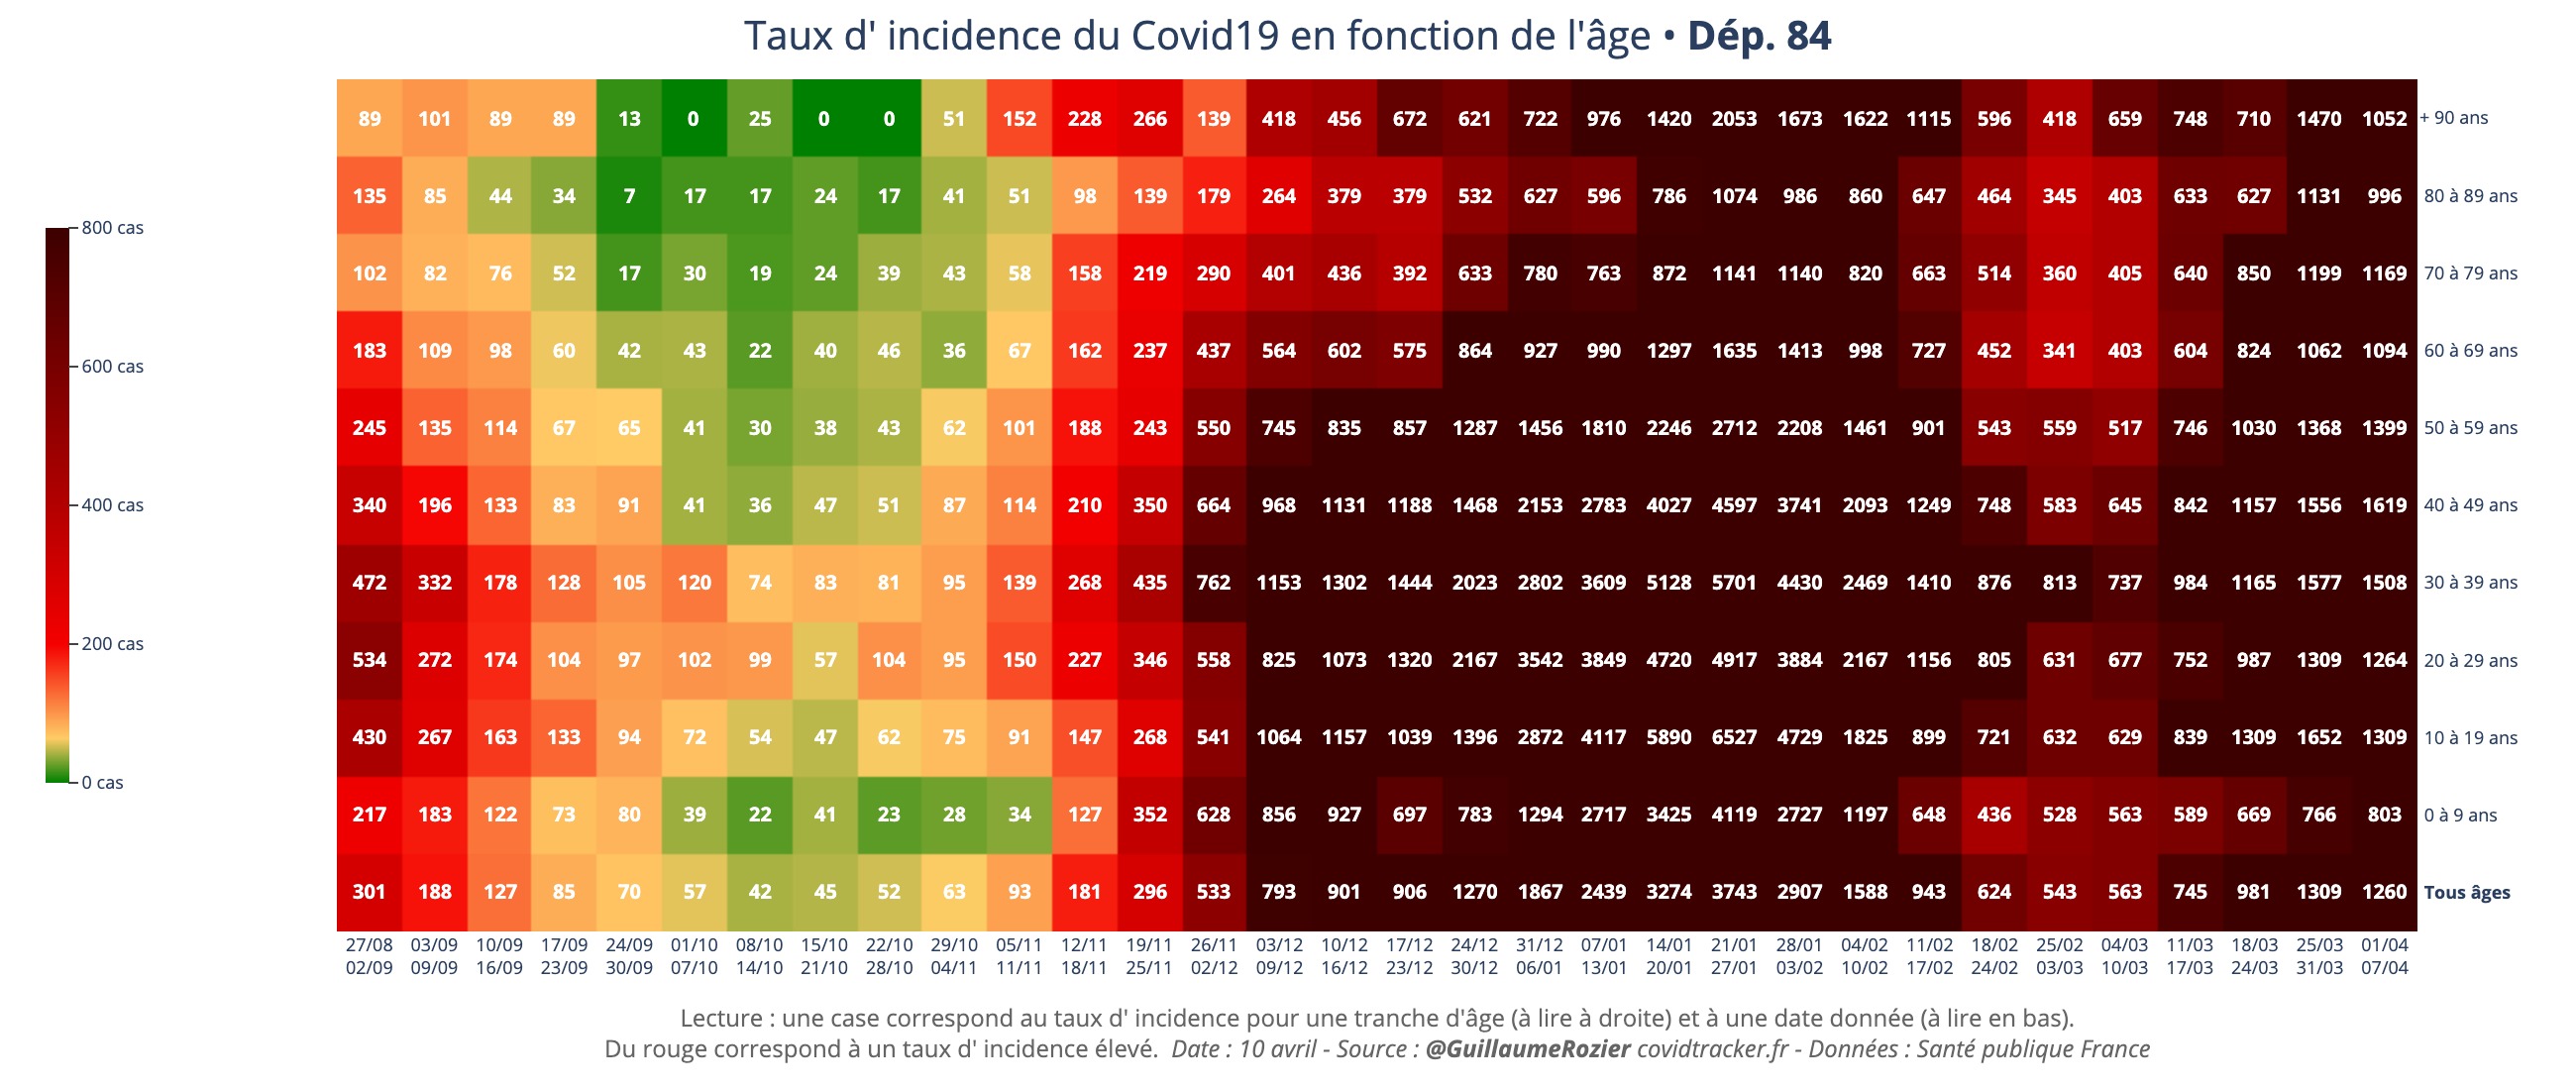 Taux d' incidence du Covid19 en fonction de l'âge • Dép. 84
89 101 89 89 13 0 25 0 0 51 152 228 266 139 418 456 672 621 722 976 1420 2053 1673 1622 1115 596 418 659 748 710 1470 1052 + 90 ans
135 85 44 34 7 17 17 24 17 41 51 98 139 179 264 379 379 532 627 596 786 1074 986 860 647 464 345 403 633 627 1131 996 80 à 89 ans
800 cas
102 82 76 52 17 30 19 24 39 43 58 158 219 290 401 436 392 633 780 763 872 1141 1140 820 663 514 360 405 640 850 1199 1169 70 à 79 ans
183 109 98 60 42 43 22 40 46 36 67 162 237 437 564 602 575 864 927 990 1297 1635 1413 998 727 452 341 403 604 824 1062 1094 60 à 69 ans
600 cas
245 135 114 67 65 41 30 38 43 62 101 188 243 550 745 835 857 1287 1456 1810 2246 2712 2208 1461 901 543 559 517 746 1030 1368 1399 50 à 59 ans
400 cas
340 196 133 83 91 41 36 47 51 87 114 210 350 664 968 1131 1188 1468 2153 2783 4027 4597 3741 2093 1249 748 583 645 842 1157 1556 1619 40 à 49 ans
472 332 178 128 105 120 74 83 81 95 139 268 435 762 1153 1302 1444 2023 2802 3609 5128 5701 4430 2469 1410 876 813 737 984 1165 1577 1508 30 à 39 ans
200 cas
534 272 174 104 97 102 99 57 104 95 150 227 346 558 825 1073 1320 2167 3542 3849 4720 4917 3884 2167 1156 805 631 677 752 987 1309 1264 20 à 29 ans
430 267 163 133 94 72 54 47 62 75 91 147 268 541 1064 1157 1039 1396 2872 4117 5890 6527 4729 1825 899 721 632 629 839 1309 1652 1309 10 à 19 ans
0 cas
217 183 122 73 80 39 22 41 23 28 34 127 352 628 856 927 697 783 1294 2717 3425 4119 2727 1197 648 436 528 563 589 669 766 803 0 à 9 ans
301 188 127 85 70 57 42 45 52 63 93 181 296 533 793 901 906 1270 1867 2439 3274 3743 2907 1588 943 624 543 563 745 981 1309 1260 Tous âges
27/08 03/09 10/09 17/09 24/09 01/10 08/10 15/10 22/10 29/10 05/11 12/11 19/11 26/11 03/12 10/12 17/12 24/12 31/12 07/01 14/01 21/01 28/01 04/02 11/02 18/02 25/02 04/03 11/03 18/03 25/03 01/04
02/09 09/09 16/09 23/09 30/09 07/10 14/10 21/10 28/10 04/11 11/11 18/11 25/11 02/12 09/12 16/12 23/12 30/12 06/01 13/01 20/01 27/01 03/02 10/02 17/02 24/02 03/03 10/03 17/03 24/03 31/03 07/04
Lecture : une case correspond au taux d' incidence pour une tranche d'âge (à lire à droite) et à une date donnée (à lire en bas).
Du rouge correspond à un taux d' incidence élevé. Date : 10 avril - Source : @GuillaumeRozier covidtracker.fr - Données : Santé publique France